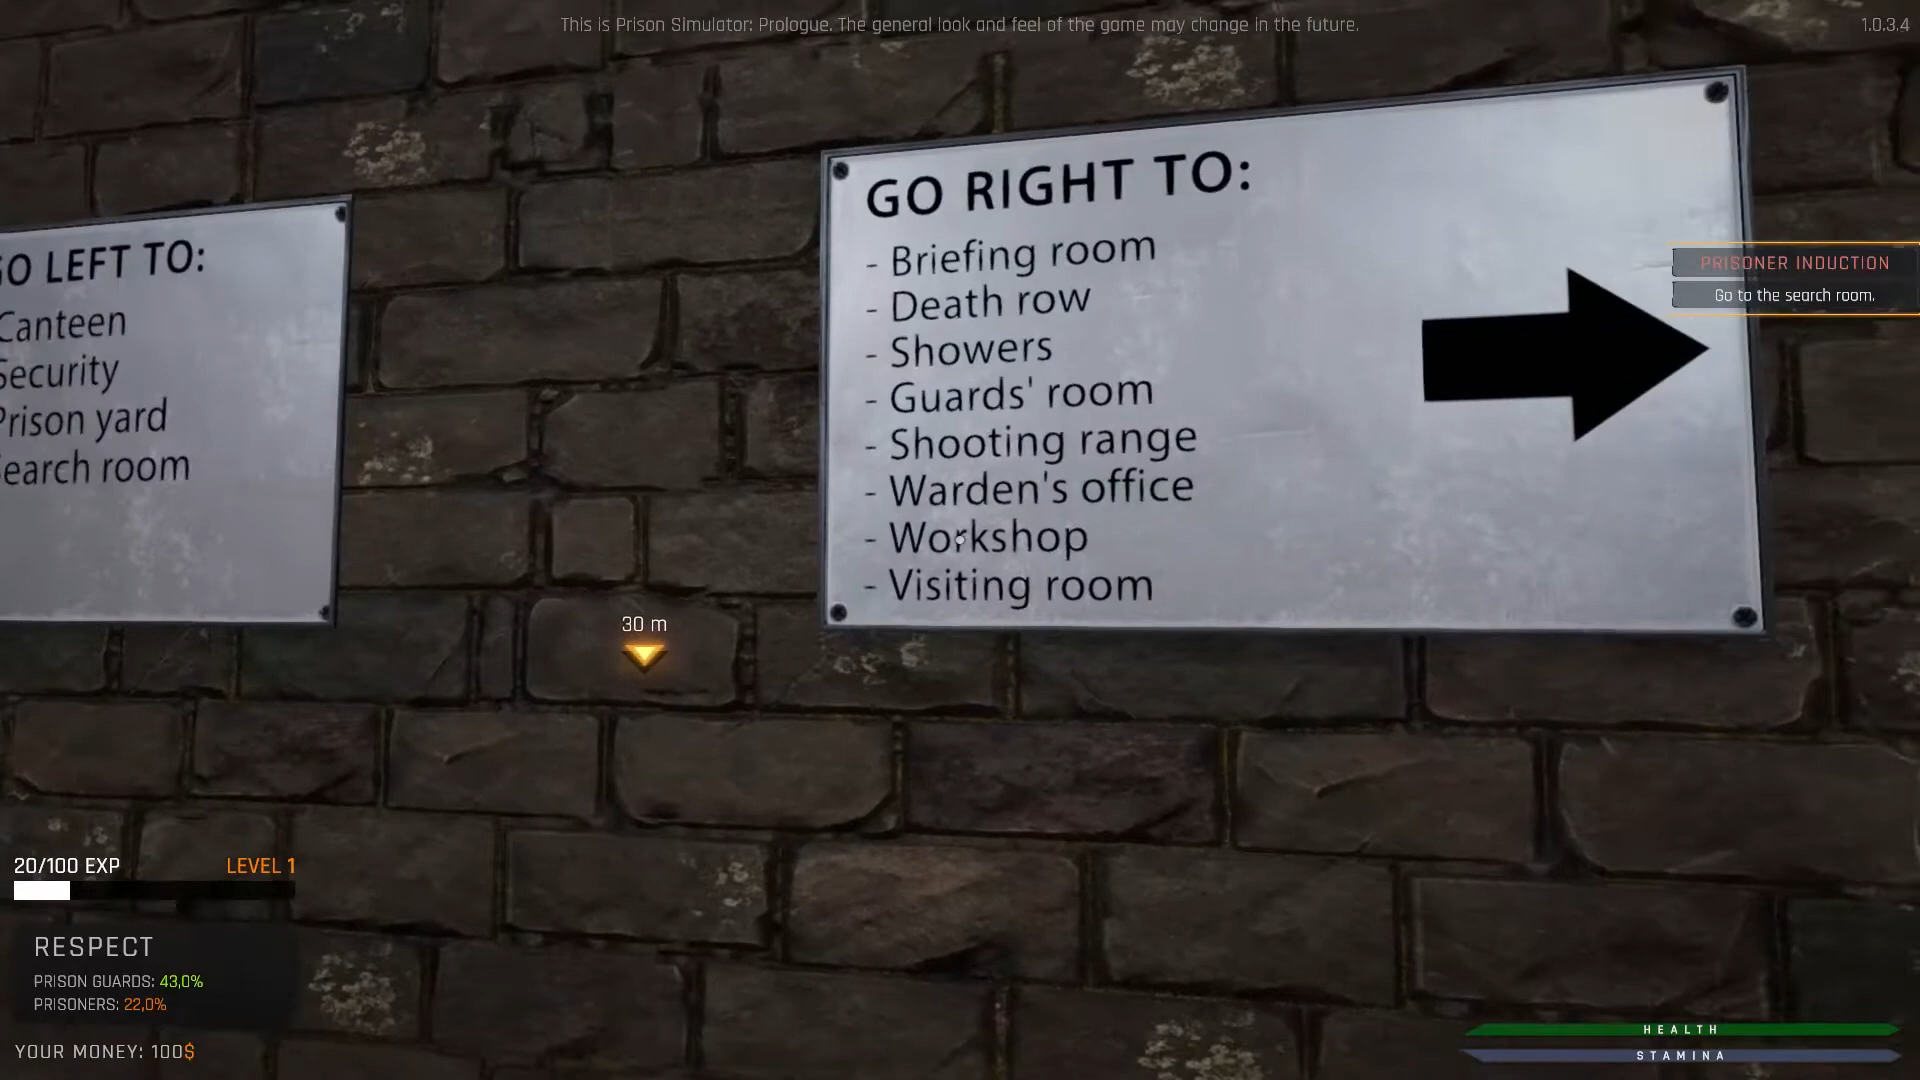 This is Prison Simulator: Prologue. The general look and feel of the game may change in the future.
1.0.3.4
GO LEFT TO:
Canteen
Security
Prison yard
Search room
GO RIGHT TO:
- Briefing room
- Death row
- Showers
- Guards' room
- Shooting range
- Warden's office
- Workshop
- Visiting room
PRISONER INDUCTION
Go to the search room.
30 m
20/100 EXP
LEVEL 1
RESPECT
PRISON GUARDS: 43,0%
PRISONERS: 22,0%
YOUR MONEY: 100$
HEALTH
STAMINA